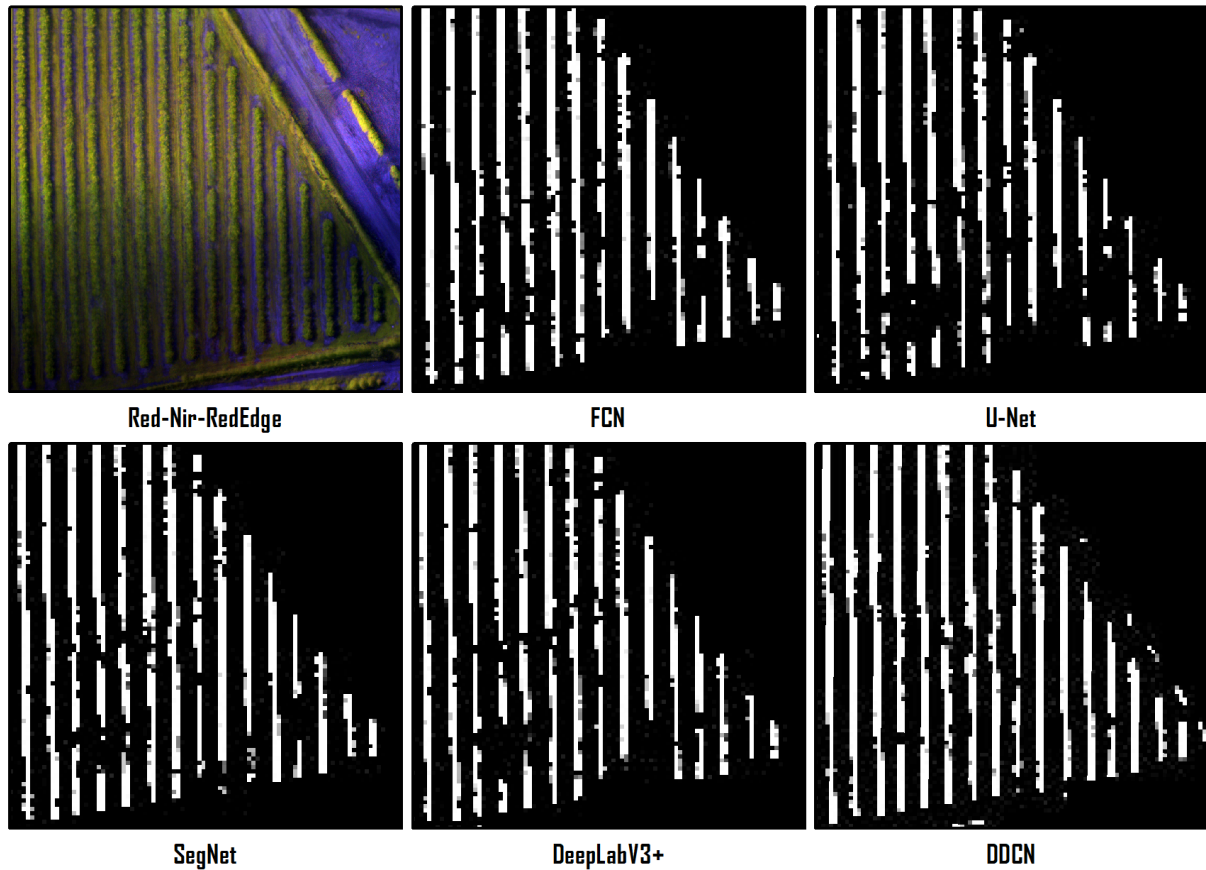 Red-Nir-RedEdge
FCN
U-Net
SegNet
DeepLabV3+
DDCN